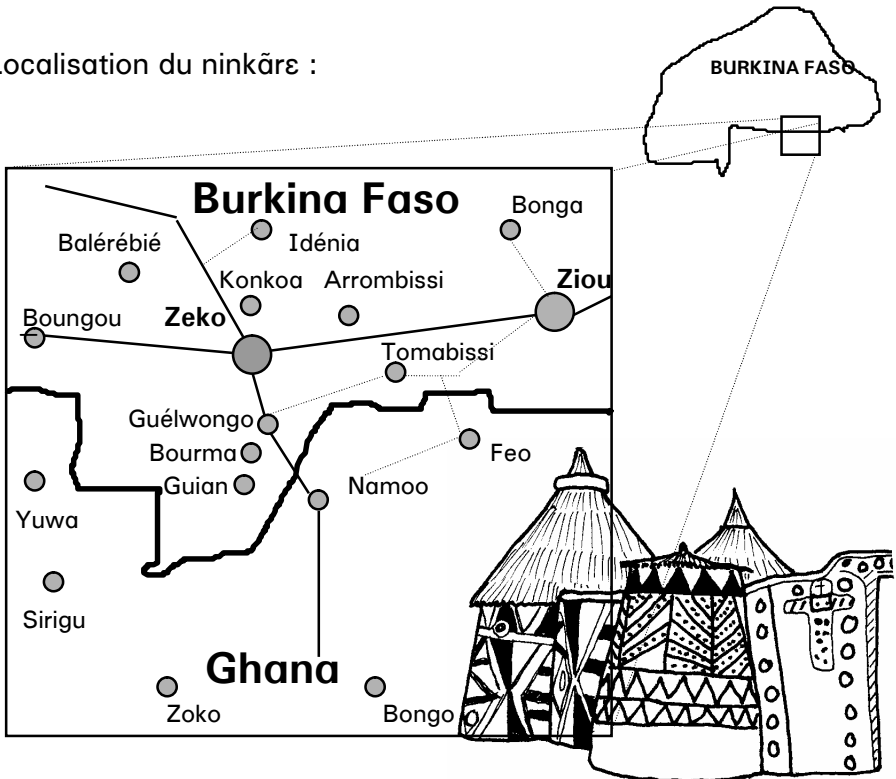 Localisation du ninkãrɛ :
BURKINA FASO
Burkina Faso
Bonga
Balérébié
Idénia
Konkoa
Arrombissi
Ziou
Boungou
Zeko
Tomabissi
Guélwongo
Bourma
Feo
Guian
Namoo
Yuwa
Sirigu
Ghana
Zoko
Bongo